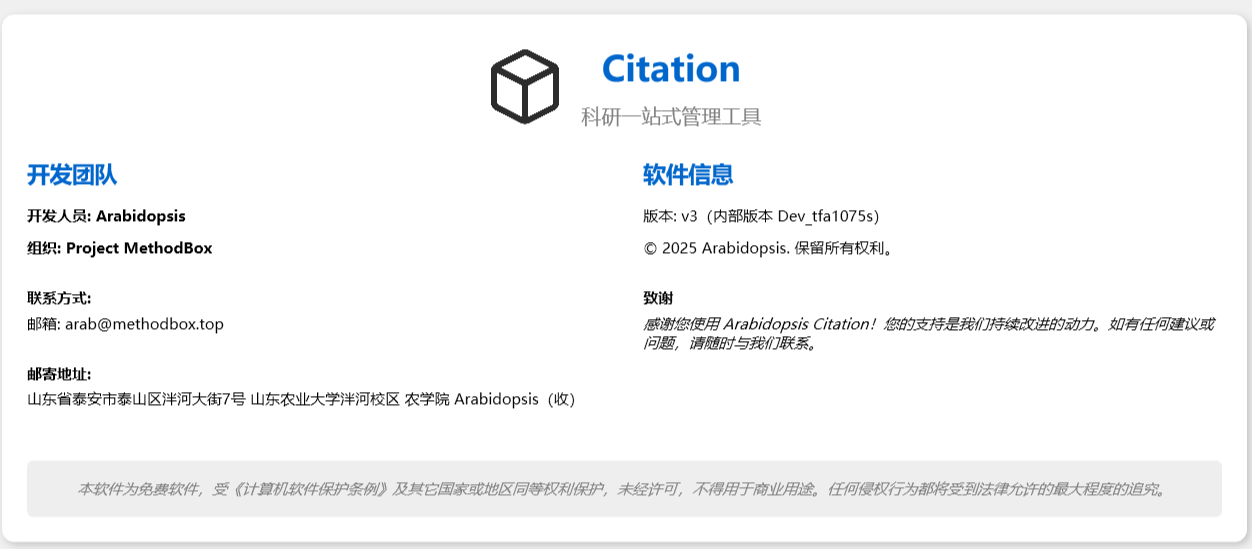 Citation
科研一站式管理工具
开发团队
开发人员: Arabidopsis
组织: Project MethodBox
联系方式:
邮箱: arab@methodbox.top
邮寄地址:
山东省泰安市泰山区泮河大街7号 山东农业大学泮河校区 农学院 Arabidopsis（收）
软件信息
版本: v3（内部版本 Dev_tfa1075s）
© 2025 Arabidopsis. 保留所有权利。
致谢
感谢您使用 Arabidopsis Citation！您的支持是我们持续改进的动力。如有任何建议或
问题，请随时与我们联系。
本软件为免费软件，受《计算机软件保护条例》及其它国家或地区同等权利保护，未经许可，不得用于商业用途。任何侵权行为都将受到法律允许的最大程度的追究。